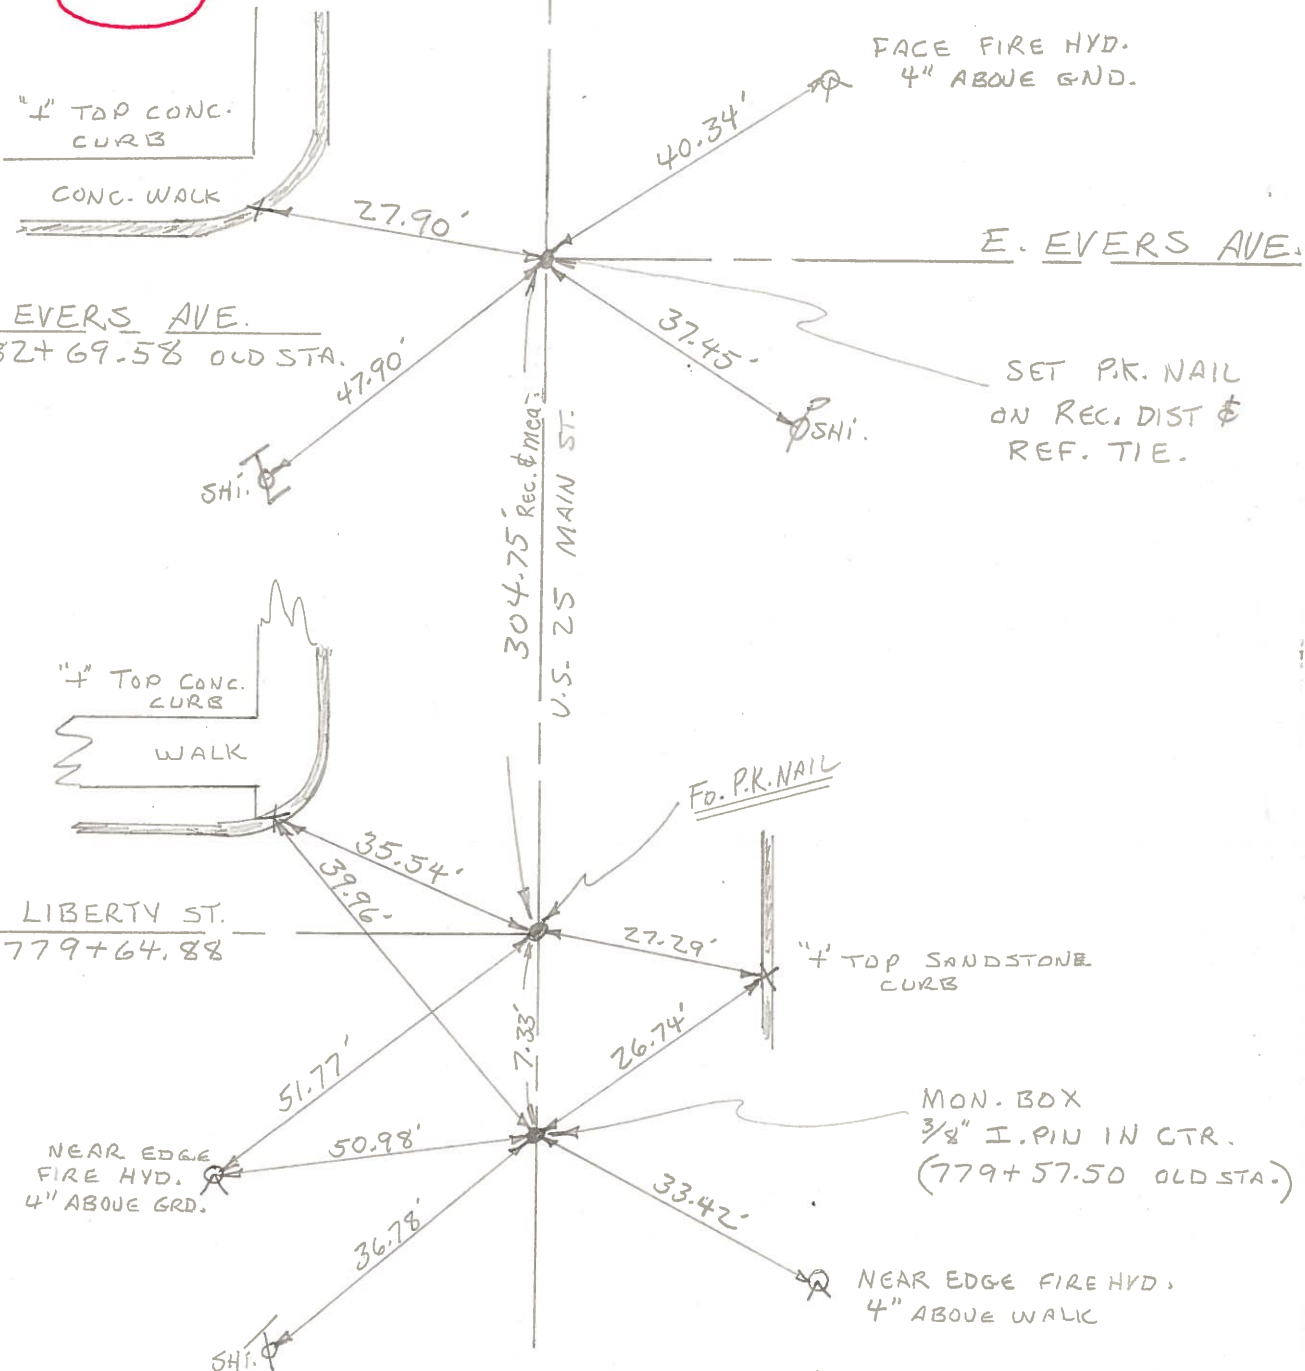 FACE FIRE HYD.
4" ABOVE GND.
"+" TOP CONC.
CURB
40.34'
CONC. WALK
27.90'
E. EVERS AVE.
EVERS AVE.
82+69.58 OLD STA.
47.90'
37.45'
SET P.K. NAIL
ON REC. DIST &
REF. TIE.
SHI.
SHI.
304.75' REC. & mea.
U.S. 25 MAIN ST.
"+" TOP CONC.
CURB
WALK
FD. P.K. NAIL
35.54'
39.96'
LIBERTY ST.
779+64.88
27.29'
"+" TOP SANDSTONE
CURB
7.33'
26.74'
51.77'
MON. BOX
3/8" I. PIN IN CTR.
(779+57.50 OLD STA.)
NEAR EDGE
FIRE HYD.
4" ABOVE GRD.
50.98'
33.42'
36.78'
NEAR EDGE FIRE HYD.
4" ABOVE WALK
SHI.